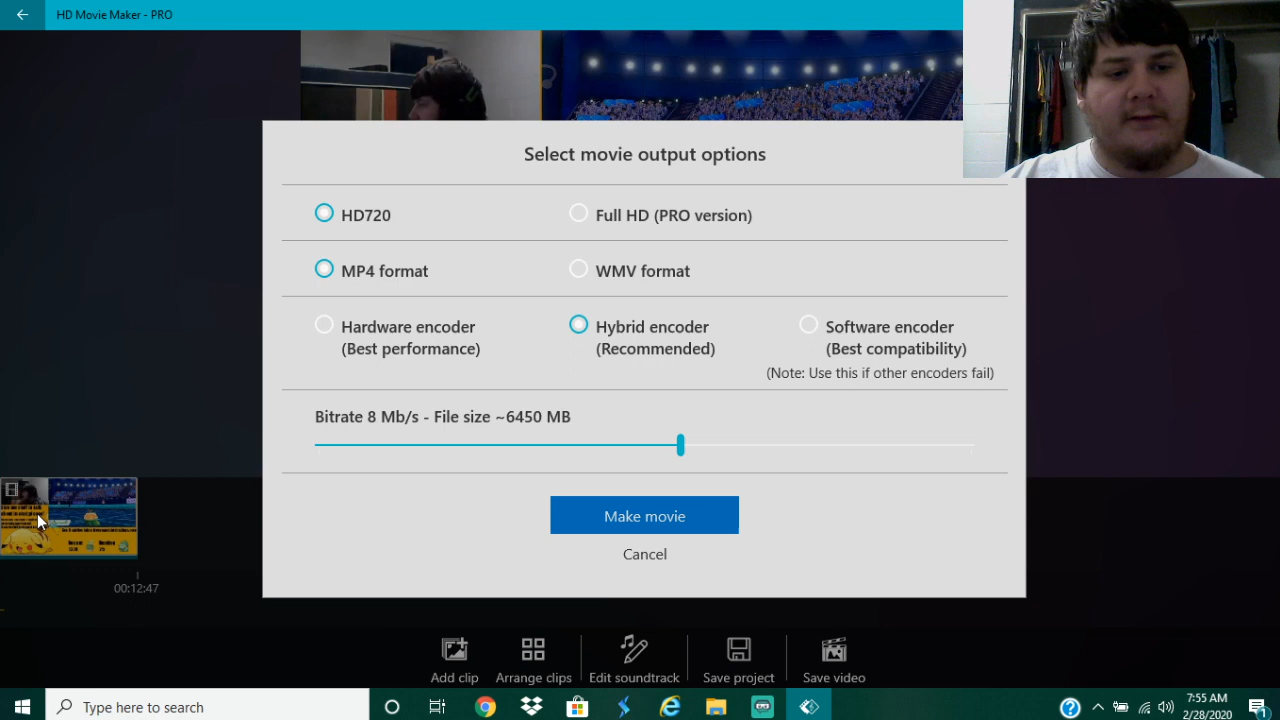 HD Movie Maker - PRO
Select movie output options
HD720
Full HD (PRO version)
MP4 format
WMV format
Hardware encoder
(Best performance)
Hybrid encoder
(Recommended)
Software encoder
(Best compatibility)
(Note: Use this if other encoders fail)
Bitrate 8 Mb/s - File size ~6450 MB
Make movie
Cancel
00:12:47
Add clip
Arrange clips
Edit soundtrack
Save project
Save video
Type here to search
7:55 AM
2/28/2020
1